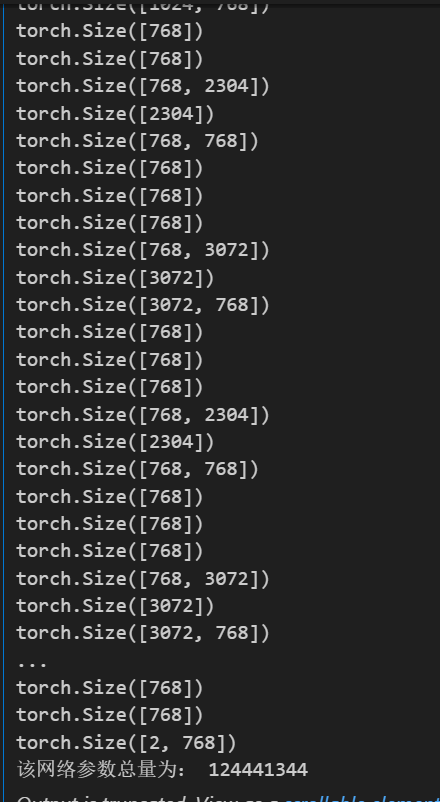 torch.Size([1024, 768])
torch.Size([768])
torch.Size([768])
torch.Size([768, 2304])
torch.Size([2304])
torch.Size([768, 768])
torch.Size([768])
torch.Size([768])
torch.Size([768])
torch.Size([768, 3072])
torch.Size([3072])
torch.Size([3072, 768])
torch.Size([768])
torch.Size([768])
torch.Size([768])
torch.Size([768, 2304])
torch.Size([2304])
torch.Size([768, 768])
torch.Size([768])
torch.Size([768])
torch.Size([768])
torch.Size([768, 3072])
torch.Size([3072])
torch.Size([3072, 768])
...
torch.Size([768])
torch.Size([768])
torch.Size([2, 768])
该网络参数总量为： 124441344
Output is truncated. View as a scrollable element